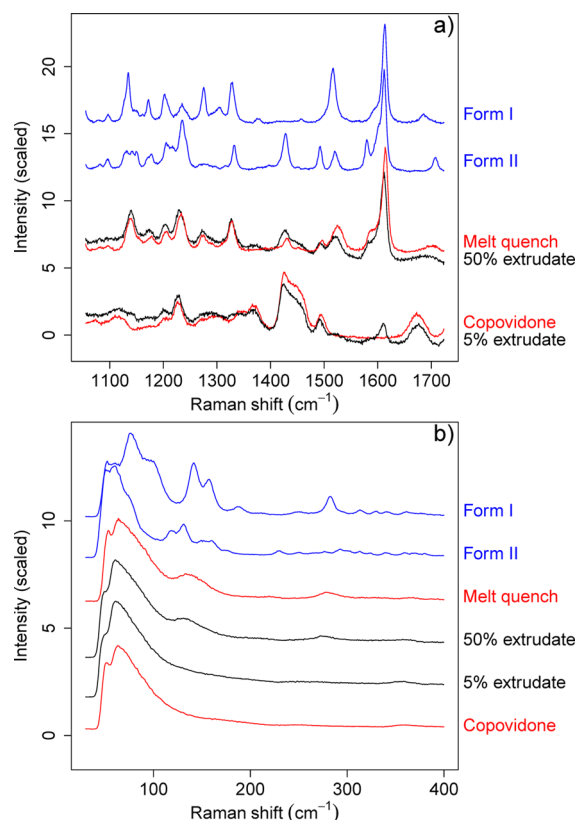 a)
20
15
10
5
0
Intensity (scaled)
Form I
Form II
Melt quench
50% extrudate
Copovidone
5% extrudate
1100 1200 1300 1400 1500 1600 1700
Raman shift (cm⁻¹)
b)
10
5
0
Intensity (scaled)
Form I
Form II
Melt quench
50% extrudate
5% extrudate
Copovidone
100 200 300 400
Raman shift (cm⁻¹)